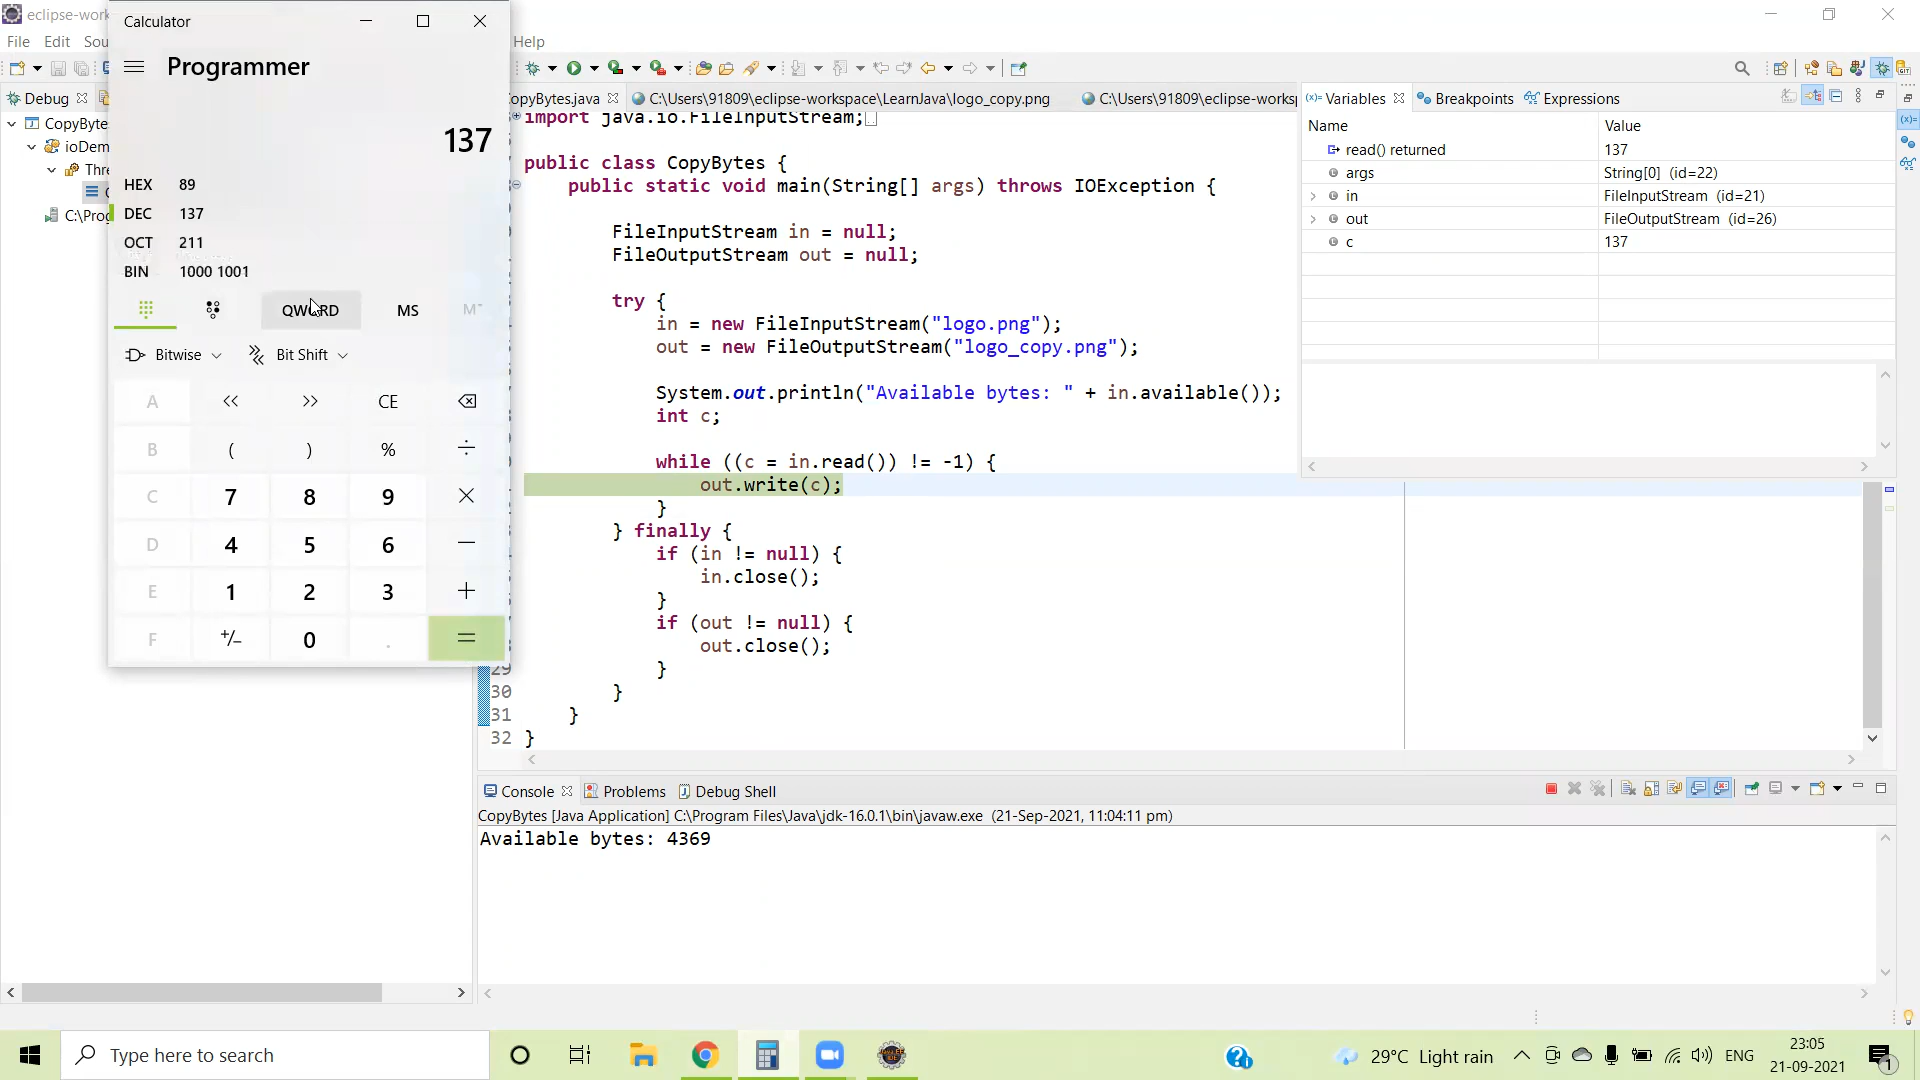 eclipse-work
File Edit Sou
Help
Debug
CopyByte
ioDem
Thre
C:\Prog
Calculator
Programmer
137
HEX 89
DEC 137
OCT 211
BIN 1000 1001
QWORD MS M
Bitwise Bit Shift
A << >> CE
B ( ) % ÷
C 7 8 9 ×
D 4 5 6 −
E 1 2 3 +
F +/− 0 . =
opyBytes.java C:\Users\91809\eclipse-workspace\LearnJava\logo_copy.png C:\Users\91809\eclipse-worksp
import java.io.FileInputStream;
public class CopyBytes {
public static void main(String[] args) throws IOException {
FileInputStream in = null;
FileOutputStream out = null;
try {
in = new FileInputStream("logo.png");
out = new FileOutputStream("logo_copy.png");
System.out.println("Available bytes: " + in.available());
int c;
while ((c = in.read()) != -1) {
out.write(c);
}
} finally {
if (in != null) {
in.close();
}
if (out != null) {
out.close();
29 }
30 }
31 }
32 }
Variables Breakpoints Expressions
Name Value
read() returned 137
args String[0] (id=22)
in FileInputStream (id=21)
out FileOutputStream (id=26)
c 137
Console Problems Debug Shell
CopyBytes [Java Application] C:\Program Files\Java\jdk-16.0.1\bin\javaw.exe (21-Sep-2021, 11:04:11 pm)
Available bytes: 4369
Type here to search
29°C Light rain
ENG
23:05
21-09-2021
1